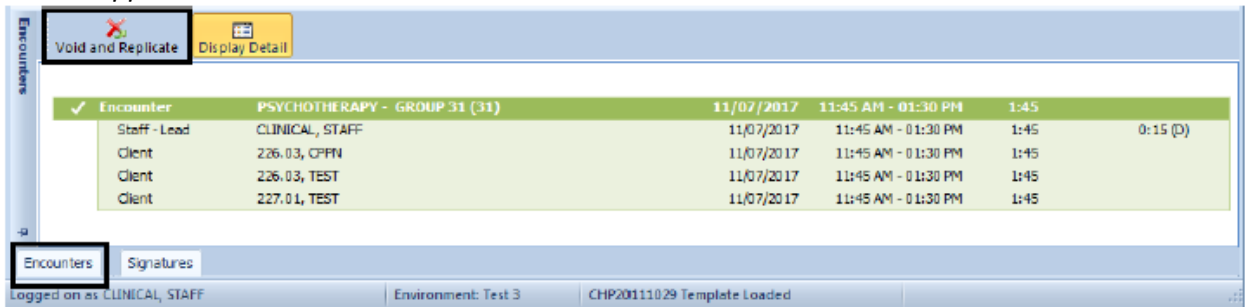 Encounters
Void and Replicate Display Detail
Encounter PSYCHOTHERAPY - GROUP 31 (31) 11/07/2017 11:45 AM - 01:30 PM 1:45
Staff - Lead CLINICAL, STAFF 11/07/2017 11:45 AM - 01:30 PM 1:45 0:15 (D)
Client 226.03, CPPN 11/07/2017 11:45 AM - 01:30 PM 1:45
Client 226.03, TEST 11/07/2017 11:45 AM - 01:30 PM 1:45
Client 227.01, TEST 11/07/2017 11:45 AM - 01:30 PM 1:45
Encounters Signatures
Logged on as CLINICAL, STAFF Environment: Test 3 CHP20111029 Template Loaded